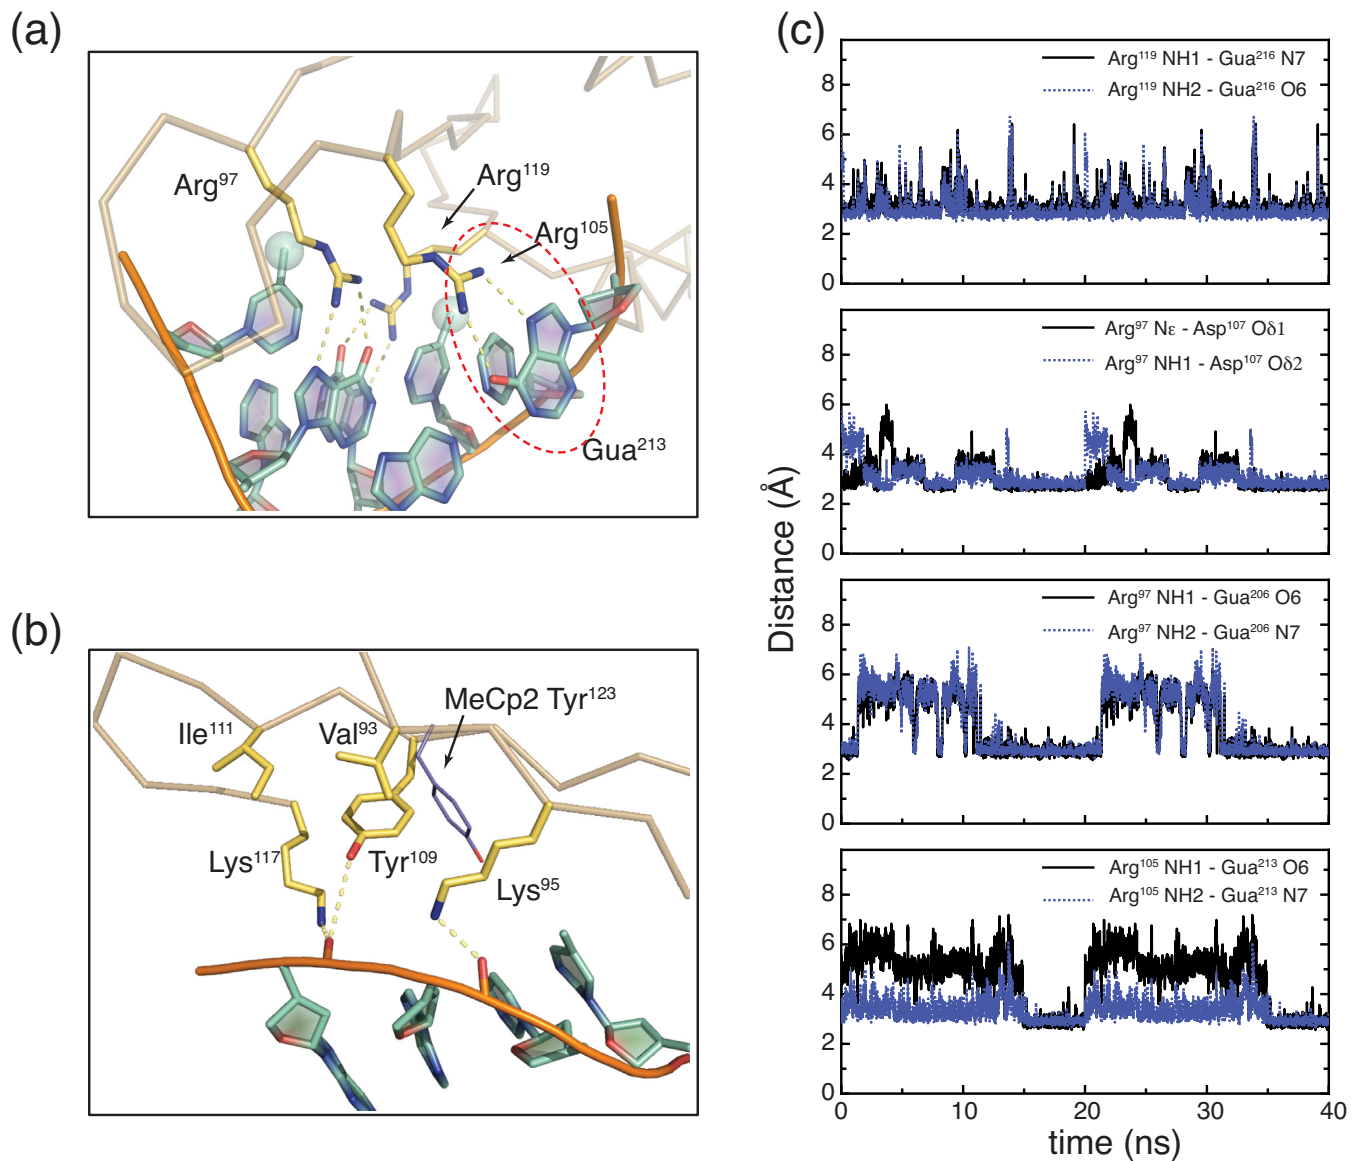 (a)
Arg⁹⁷
Arg¹¹⁹
Arg¹⁰⁵
Gua²¹³
(b)
Ile¹¹¹
Val⁹³
MeCp2 Tyr¹²³
Lys¹¹⁷
Tyr¹⁰⁹
Lys⁹⁵
(c)
Distance (Å)
Arg¹¹⁹ NH1 - Gua²¹⁶ N7
Arg¹¹⁹ NH2 - Gua²¹⁶ O6
8
6
4
2
0
Arg⁹⁷ Nε - Asp¹⁰⁷ Oδ1
Arg⁹⁷ NH1 - Asp¹⁰⁷ Oδ2
8
6
4
2
0
Arg⁹⁷ NH1 - Gua²⁰⁶ O6
Arg⁹⁷ NH2 - Gua²⁰⁶ N7
8
6
4
2
0
Arg¹⁰⁵ NH1 - Gua²¹³ O6
Arg¹⁰⁵ NH2 - Gua²¹³ N7
8
6
4
2
0
0 10 20 30 40
time (ns)